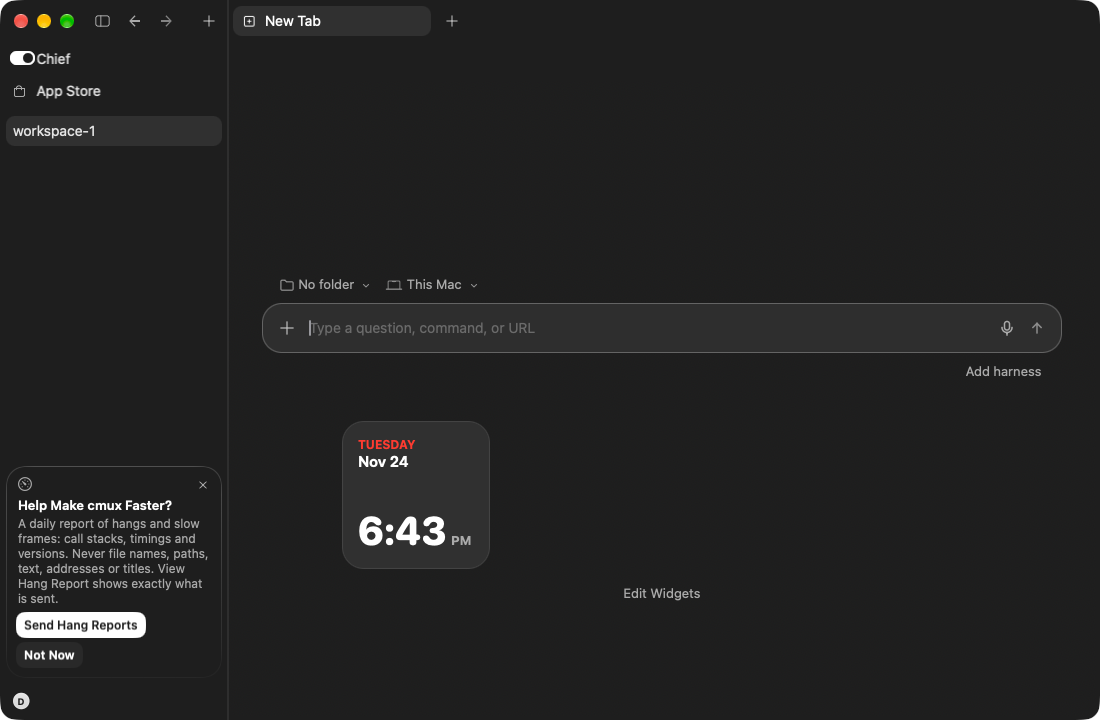 New Tab
Chief
App Store
workspace-1
No folder
This Mac
Type a question, command, or URL
Add harness
TUESDAY
Nov 24
6:43 PM
Edit Widgets
Help Make cmux Faster?
A daily report of hangs and slow
frames: call stacks, timings and
versions. Never file names, paths,
text, addresses or titles. View
Hang Report shows exactly what
is sent.
Send Hang Reports
Not Now
D